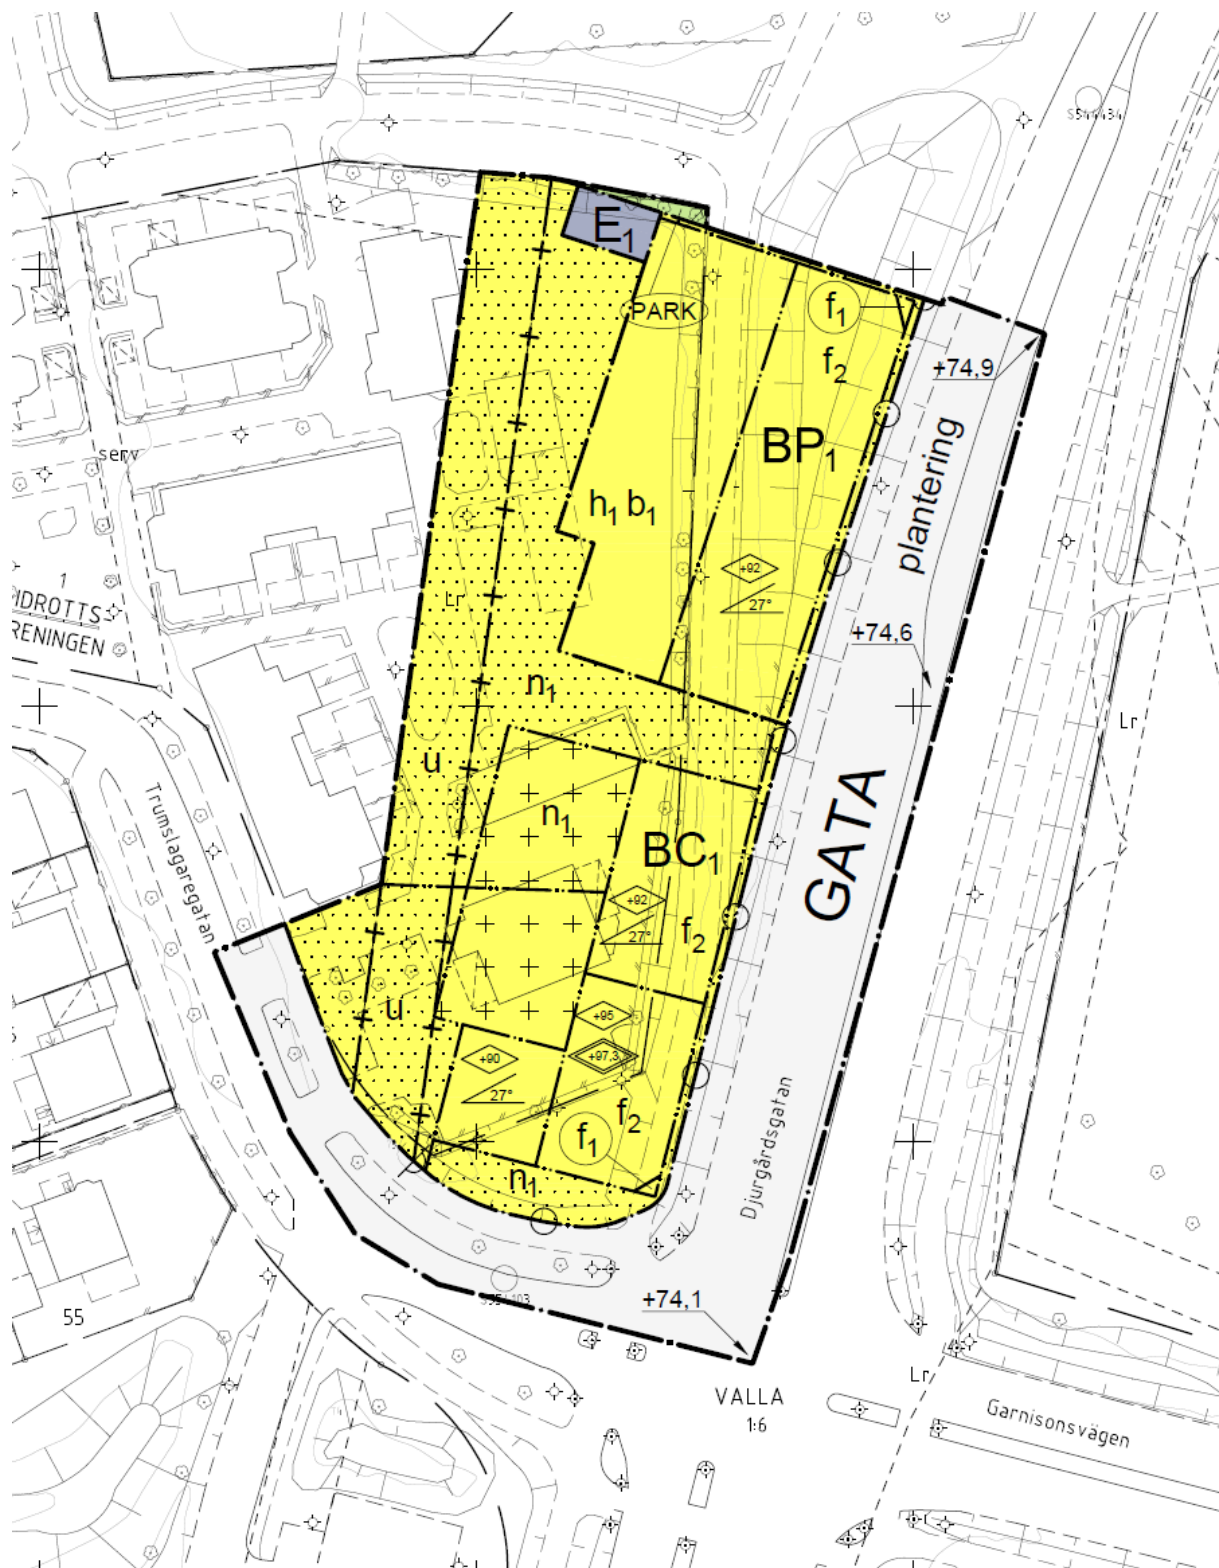 S544434
E₁
PARK
f₁
f₂
+74,9
BP₁
plantering
serv
h₁ b₁
+92
27°
Lr
1
IDROTTS-
RENINGEN
+74,6
n₁
Lr
u
GATA
Trumslagaregatan
n₁
BC₁
+92
27°
f₂
u
+95
+90
+97,3
27°
f₂
f₁
Djurgårdsgatan
n₁
+74,1
55
VALLA
1:6
Lr
Garnisonsvägen